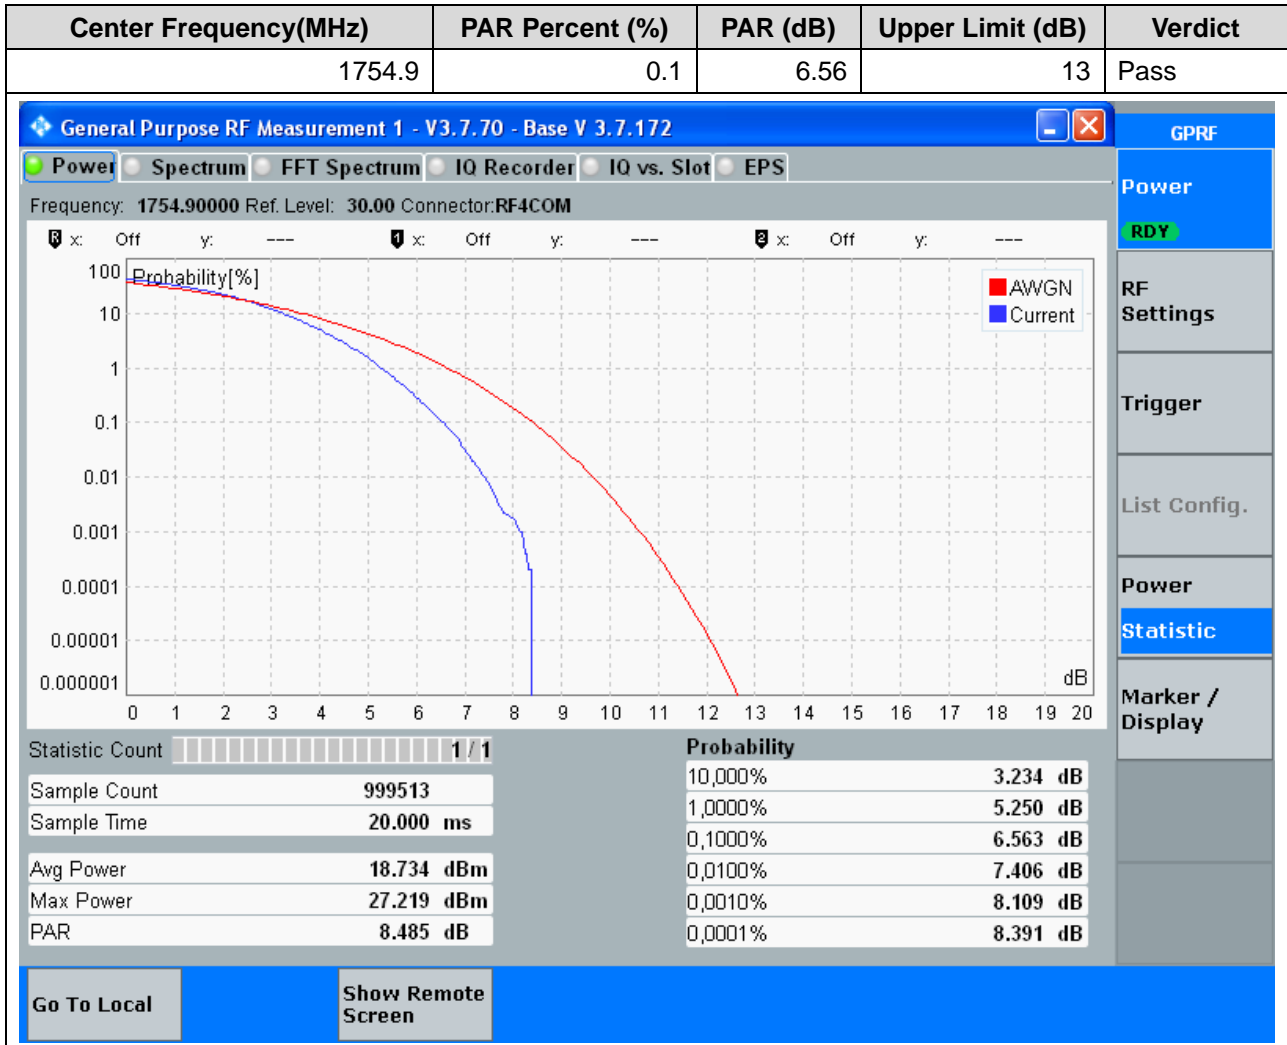 Center Frequency(MHz) PAR Percent (%) PAR (dB) Upper Limit (dB) Verdict
1754.9 0.1 6.56 13 Pass
General Purpose RF Measurement 1 - V3.7.70 - Base V 3.7.172
GPRF
Power Spectrum FFT Spectrum IQ Recorder IQ vs. Slot EPS
Frequency: 1754.90000 Ref. Level: 30.00 Connector:RF4COM
R x: Off y: --- 1 x: Off y: --- 2 x: Off y: ---
Probability[%]
AWGN
Current
100
10
1
0.1
0.01
0.001
0.0001
0.00001
0.000001
dB
0 1 2 3 4 5 6 7 8 9 10 11 12 13 14 15 16 17 18 19 20
Statistic Count 1 / 1
Sample Count 999513
Sample Time 20.000 ms
Avg Power 18.734 dBm
Max Power 27.219 dBm
PAR 8.485 dB
Probability
10,000% 3.234 dB
1,0000% 5.250 dB
0,1000% 6.563 dB
0,0100% 7.406 dB
0,0010% 8.109 dB
0,0001% 8.391 dB
Power
RDY
RF
Settings
Trigger
List Config.
Power
Statistic
Marker /
Display
Go To Local
Show Remote
Screen